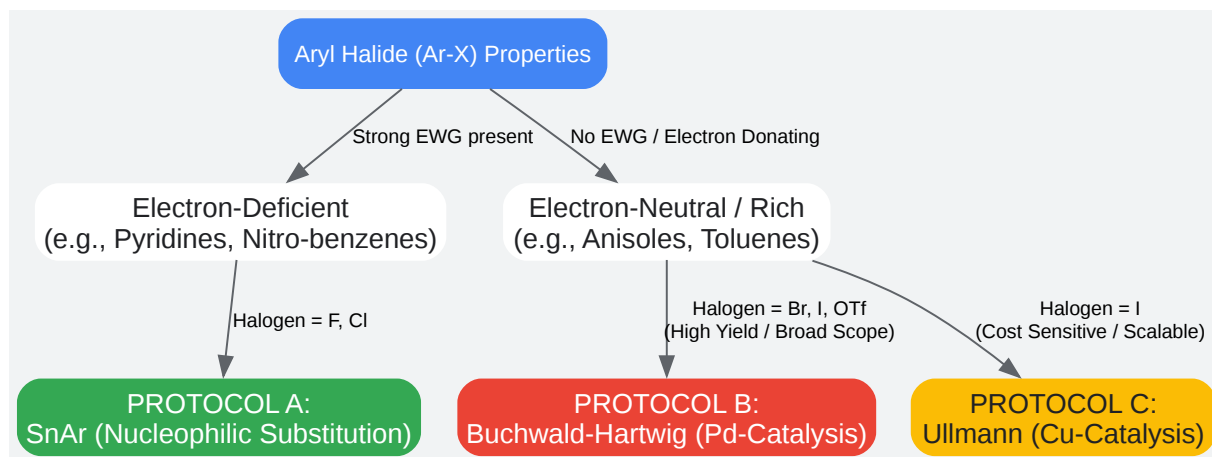 Aryl Halide (Ar-X) Properties
Strong EWG present
No EWG / Electron Donating
Electron-Deficient
(e.g., Pyridines, Nitro-benzenes)
Electron-Neutral / Rich
(e.g., Anisoles, Toluenes)
Halogen = F, Cl
Halogen = Br, I, OTf
(High Yield / Broad Scope)
Halogen = I
(Cost Sensitive / Scalable)
PROTOCOL A:
SnAr (Nucleophilic Substitution)
PROTOCOL B:
Buchwald-Hartwig (Pd-Catalysis)
PROTOCOL C:
Ullmann (Cu-Catalysis)